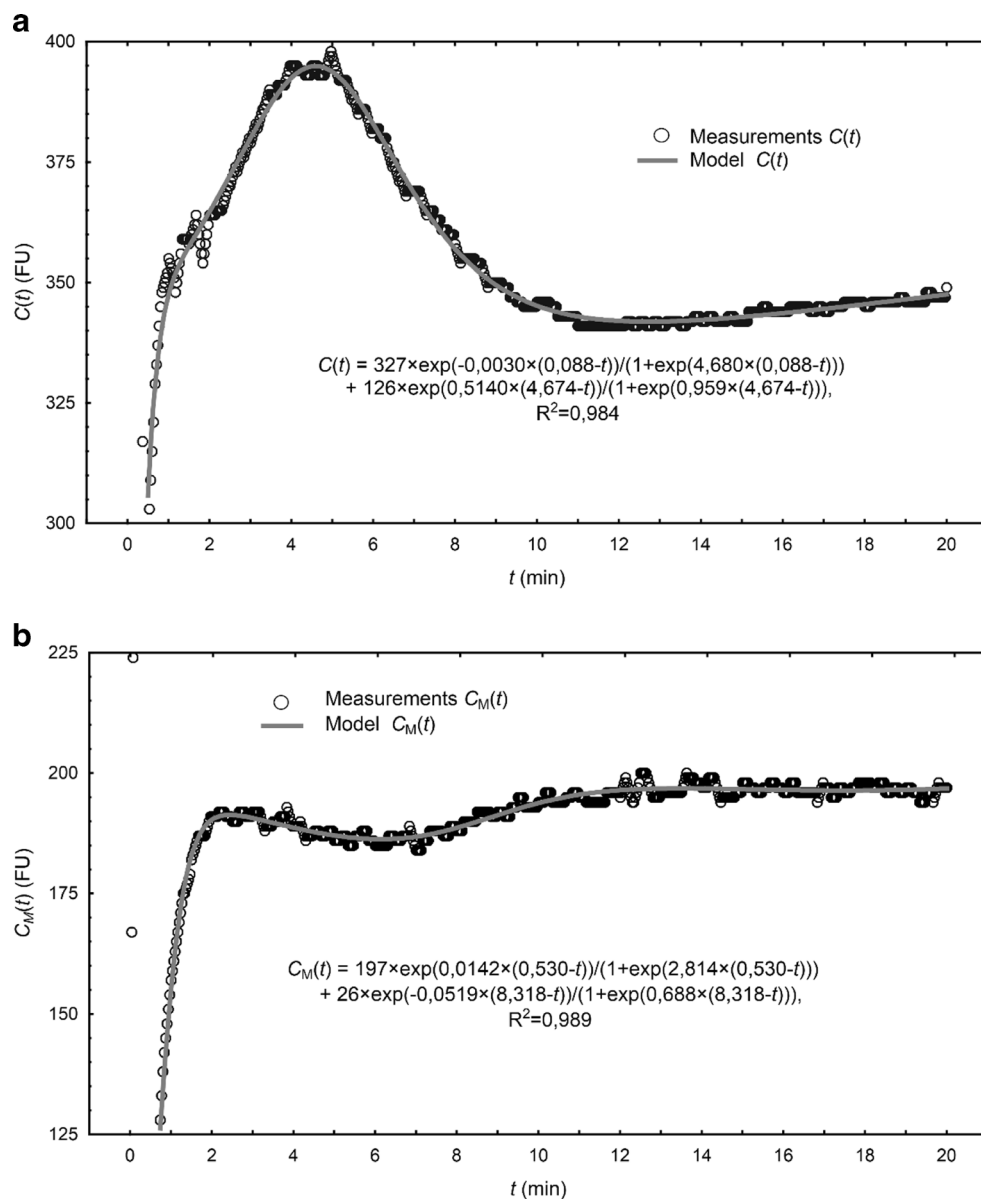 a
400
375
350
325
300
C(t) (FU)
Measurements C(t)
Model C(t)
C(t) = 327×exp(-0,0030×(0,088-t))/(1+exp(4,680×(0,088-t)))
+ 126×exp(0,5140×(4,674-t))/(1+exp(0,959×(4,674-t))),
R²=0,984
0 2 4 6 8 10 12 14 16 18 20
t (min)
b
225
200
175
150
125
C_M(t) (FU)
Measurements C_M(t)
Model C_M(t)
C_M(t) = 197×exp(0,0142×(0,530-t))/(1+exp(2,814×(0,530-t)))
+ 26×exp(-0,0519×(8,318-t))/(1+exp(0,688×(8,318-t))),
R²=0,989
0 2 4 6 8 10 12 14 16 18 20
t (min)